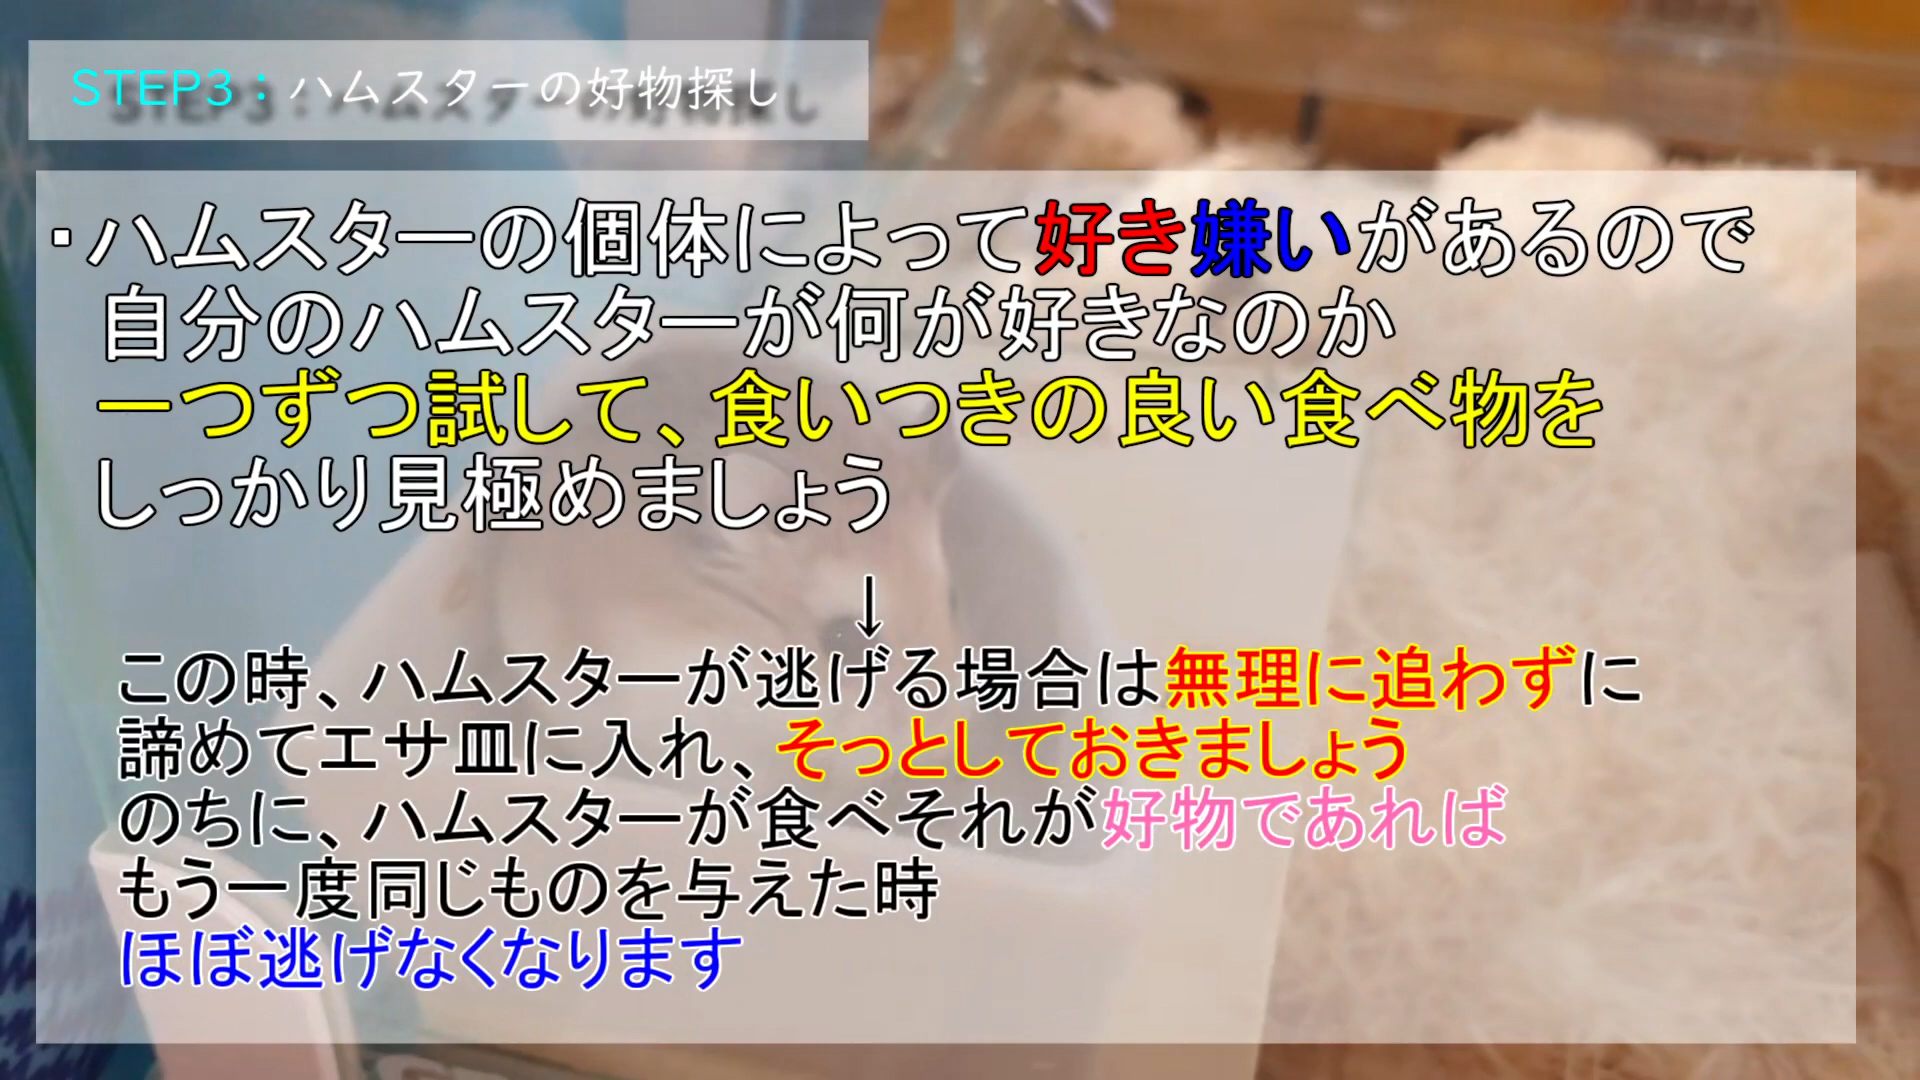 STEP3：ハムスターの好物探し
・ハムスターの個体によって好き嫌いがあるので
自分のハムスターが何が好きなのか
一つずつ試して、食いつきの良い食べ物を
しっかり見極めましょう
↓
この時、ハムスターが逃げる場合は無理に追わずに
諦めてエサ皿に入れ、そっとしておきましょう
のちに、ハムスターが食べそれが好物であれば
もう一度同じものを与えた時
ほぼ逃げなくなります